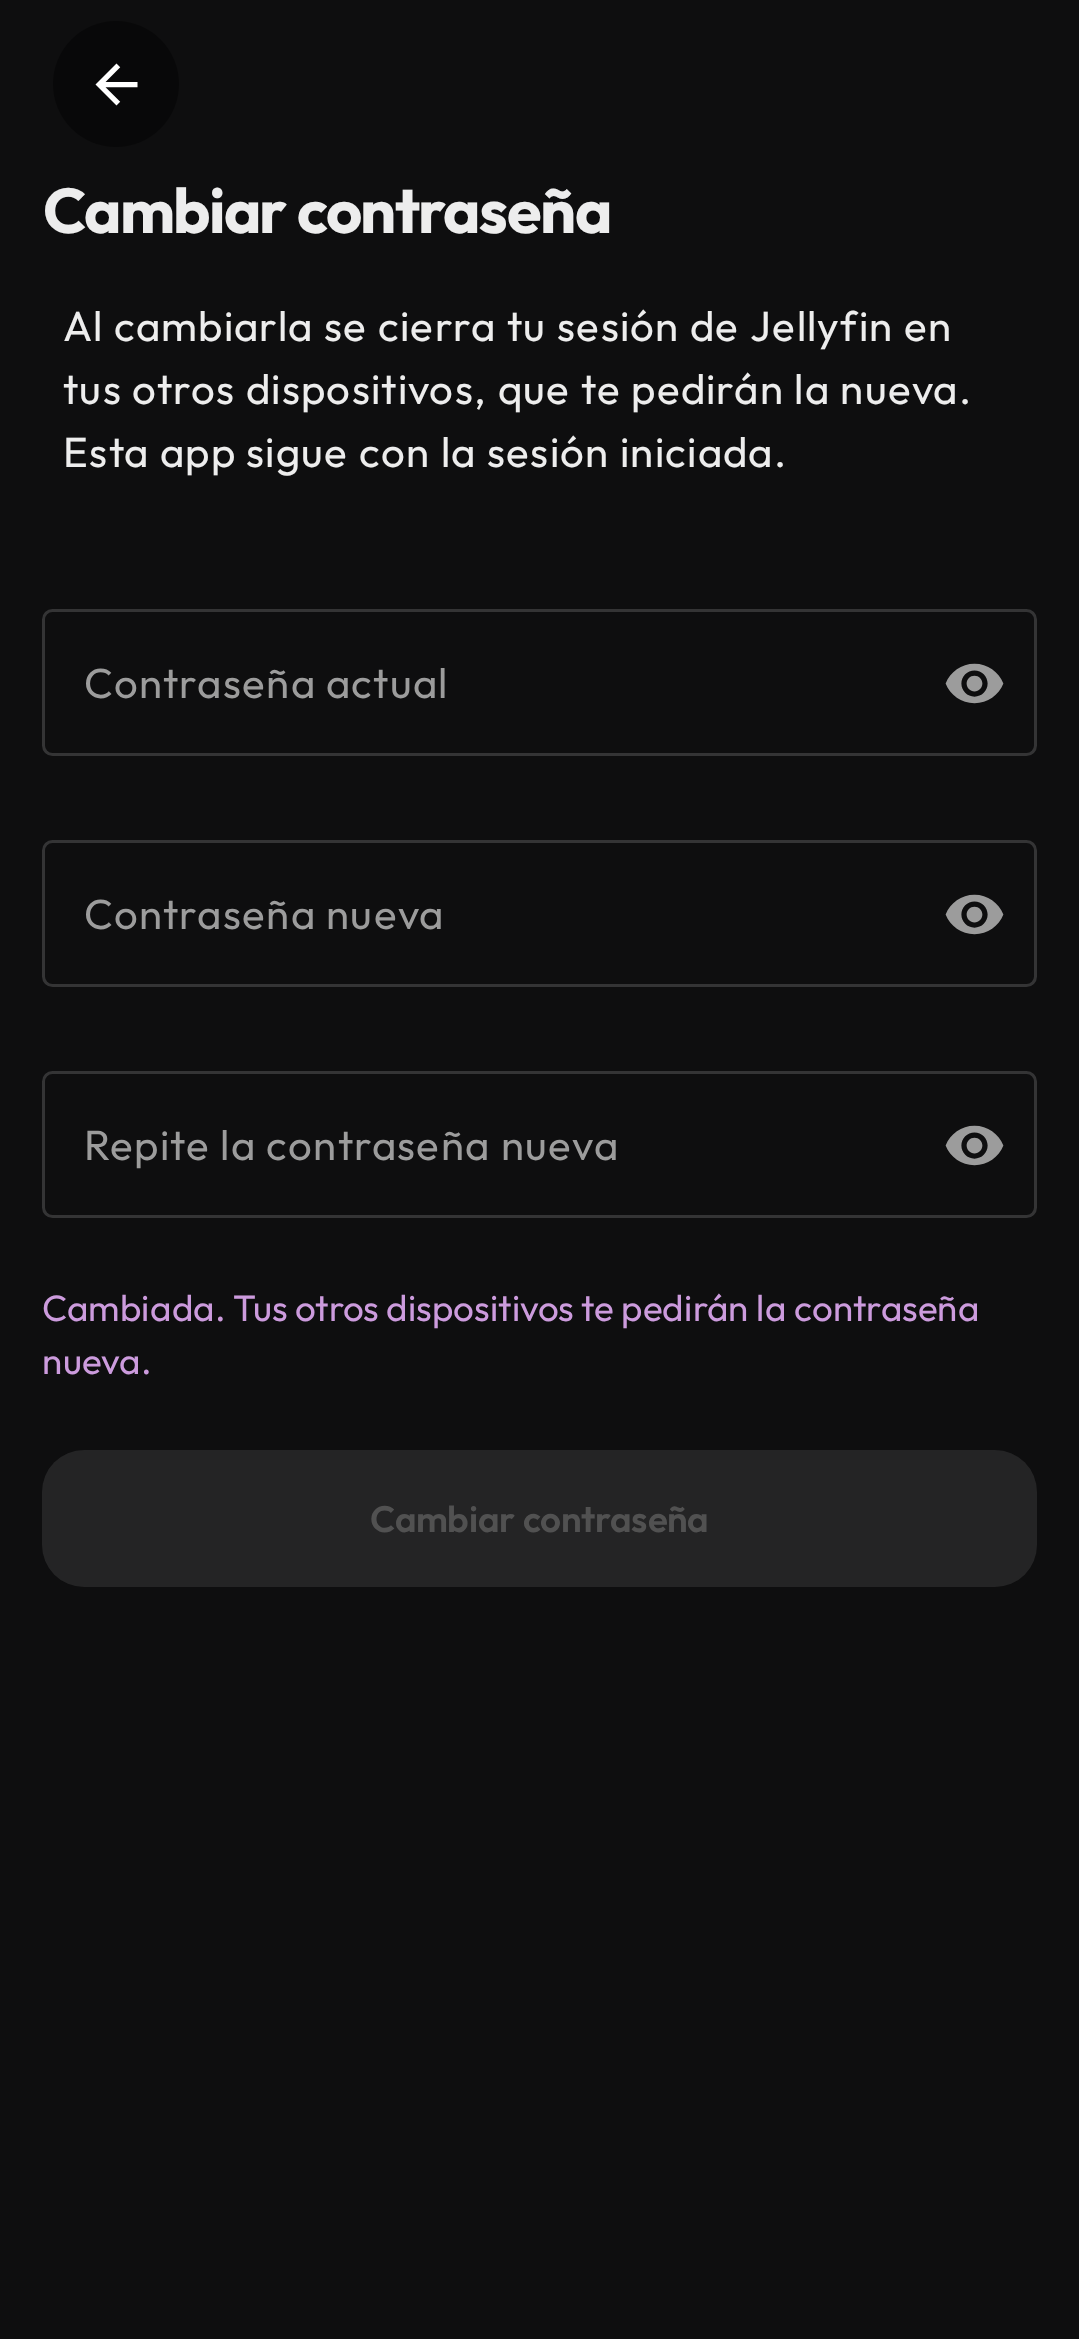 Cambiar contraseña
Al cambiarla se cierra tu sesión de Jellyfin en
tus otros dispositivos, que te pedirán la nueva.
Esta app sigue con la sesión iniciada.
Contraseña actual
Contraseña nueva
Repite la contraseña nueva
Cambiada. Tus otros dispositivos te pedirán la contraseña
nueva.
Cambiar contraseña